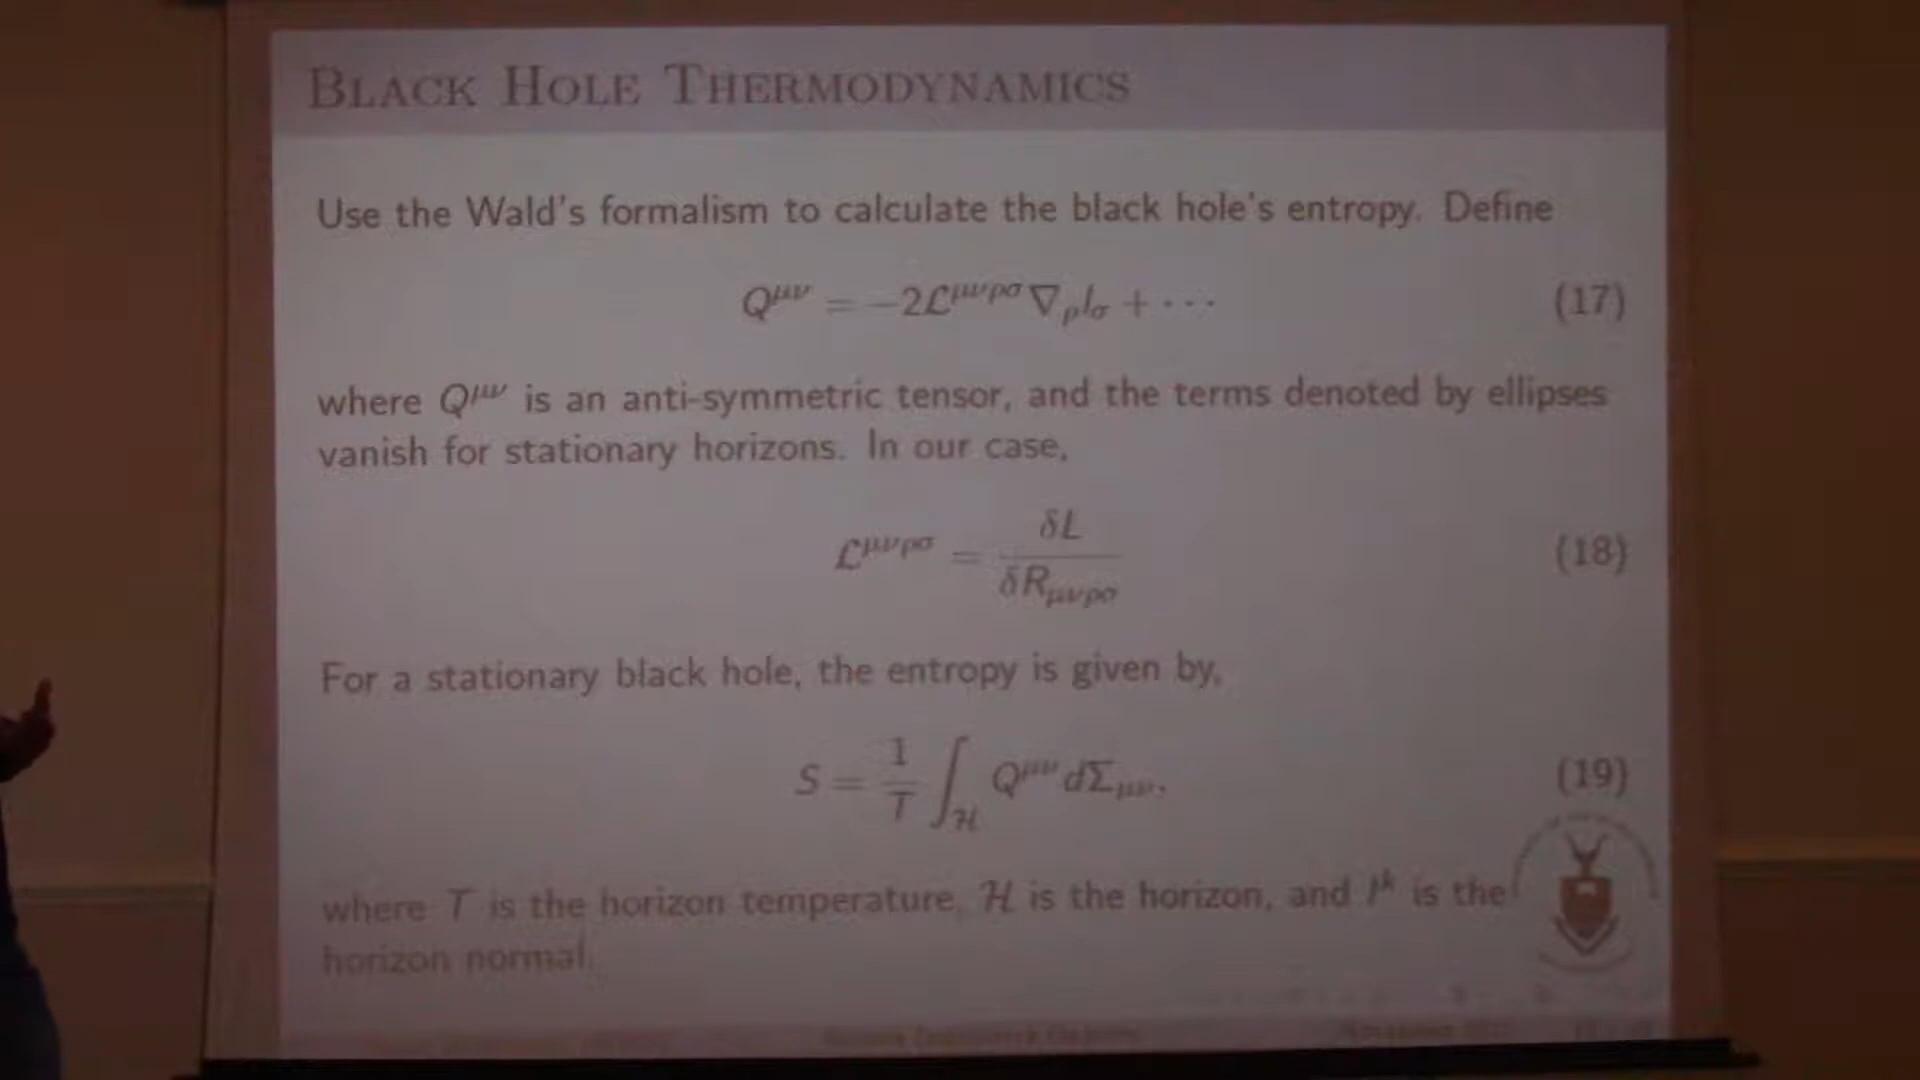 BLACK HOLE THERMODYNAMICS
Use the Wald's formalism to calculate the black hole's entropy. Define
Q^{μν} = −2ℒ^{μνρσ}∇_ρ l_σ + ··· (17)
where Q^{μν} is an anti-symmetric tensor, and the terms denoted by ellipses
vanish for stationary horizons. In our case,
ℒ^{μνρσ} = δL / δR_{μνρσ} (18)
For a stationary black hole, the entropy is given by,
S = 1/T ∫_ℋ Q^{μν} dΣ_{μν}, (19)
where T is the horizon temperature, ℋ is the horizon, and l^k is the
horizon normal.